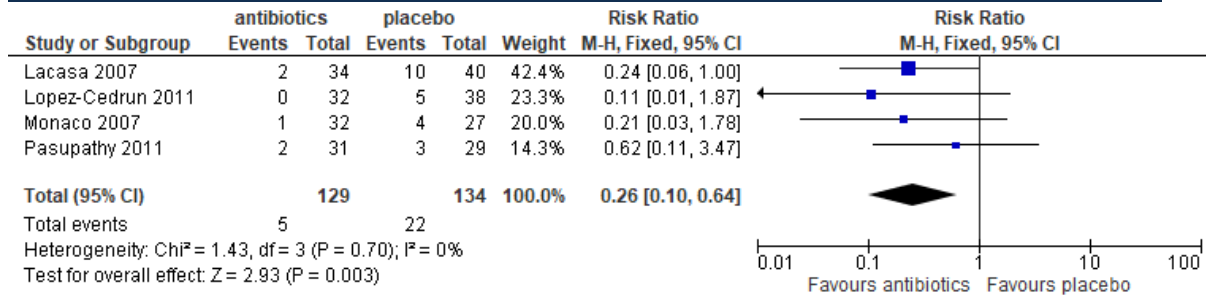 antibiotics placebo Risk Ratio Risk Ratio
Study or Subgroup Events Total Events Total Weight M-H, Fixed, 95% CI M-H, Fixed, 95% CI
Lacasa 2007 2 34 10 40 42.4% 0.24 [0.06, 1.00]
Lopez-Cedrun 2011 0 32 5 38 23.3% 0.11 [0.01, 1.87]
Monaco 2007 1 32 4 27 20.0% 0.21 [0.03, 1.78]
Pasupathy 2011 2 31 3 29 14.3% 0.62 [0.11, 3.47]
Total (95% CI) 129 134 100.0% 0.26 [0.10, 0.64]
Total events 5 22
Heterogeneity: Chi² = 1.43, df = 3 (P = 0.70); I² = 0%
Test for overall effect: Z = 2.93 (P = 0.003)
0.01 0.1 1 10 100
Favours antibiotics Favours placebo